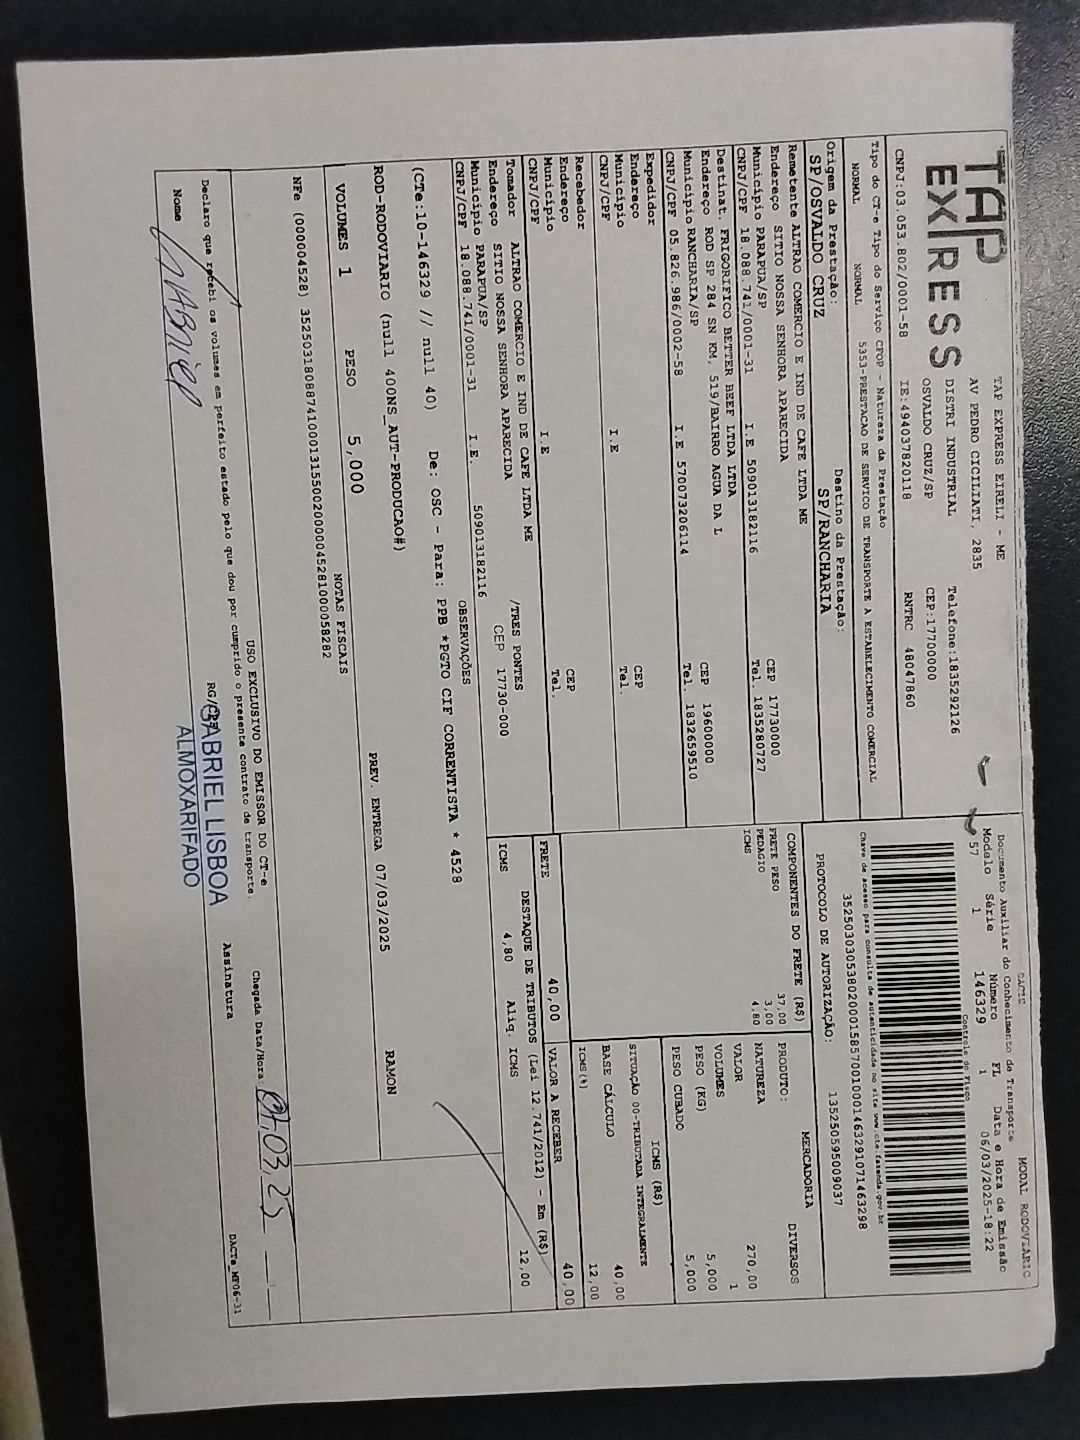 TAP EXPRESS
TAP EXPRESS EIRELI - ME
AV PEDRO CICILIATI, 2835
DISTRI INDUSTRIAL Telefone:1835292126
OSVALDO CRUZ/SP CEP:17700000
CNPJ:03.053.802/0001-58 IE:494037820118 RNTRC 48047860
DACTE MODAL RODOVIÁRIO
Documento Auxiliar do Conhecimento de Transporte
Modelo Série Número FL Data e Hora de Emissão
57 1 146329 1 06/03/2025-18:22
Controle do Fisco
Chave de acesso para consulta de autenticidade no site www.cte.fazenda.gov.br
35250303053802000158570010001463291071463298
PROTOCOLO DE AUTORIZAÇÃO: 135250595009037
Tipo do CT-e Tipo do Serviço CFOP - Natureza da Prestação
NORMAL NORMAL 5353-PRESTACAO DE SERVICO DE TRANSPORTE A ESTABELECIMENTO COMERCIAL
Origem da Prestação: Destino da Prestação:
SP/OSVALDO CRUZ SP/RANCHARIA
Remetente ALTRAO COMERCIO E IND DE CAFE LTDA ME
Endereço SITIO NOSSA SENHORA APARECIDA CEP 17730000
Município PARAPUA/SP Tel. 1835280727
CNPJ/CPF 18.088.741/0001-31 I.E 509013182116
Destinat. FRIGORIFICO BETTER BEEF LTDA LTDA
Endereço ROD SP 284 SN KM, 519/BAIRRO AGUA DA L CEP 19600000
Município RANCHARIA/SP Tel. 1832659510
CNPJ/CPF 05.826.986/0002-58 I.E 570073206114
Expedidor
Endereço CEP
Município Tel.
CNPJ/CPF I.E
Recebedor
Endereço CEP
Município Tel.
CNPJ/CPF I.E
Tomador ALTRAO COMERCIO E IND DE CAFE LTDA ME /TRES PONTES
Endereço SITIO NOSSA SENHORA APARECIDA CEP 17730-000
Município PARAPUA/SP
CNPJ/CPF 18.088.741/0001-31 I.E. 509013182116
COMPONENTES DO FRETE (R$)
FRETE PESO 37,00
PEDAGIO 3,00
ICMS 4,80
MERCADORIA
PRODUTO: DIVERSOS
NATUREZA
VALOR 270,00
VOLUMES 1
PESO (KG) 5,000
PESO CUBADO 5,000
ICMS (R$)
SITUAÇÃO 00-TRIBUTADA INTEGRALMENTE
BASE CÁLCULO 40,00
ICMS(%) 12,00
FRETE 40,00 VALOR A RECEBER 40,00
DESTAQUE DE TRIBUTOS (Lei 12.741/2012) - Em (R$)
ICMS 4,80 Aliq. ICMS 12,00
OBSERVAÇÕES
(CTe:10-146329 // null 40) De: OSC - Para: PPB *PGTO CIF CORRENTISTA * 4528
ROD-RODOVIARIO (null 400NS_AUT-PRODUCAO#) PREV. ENTREGA 07/03/2025 RAMON
VOLUMES 1 PESO 5,000
NOTAS FISCAIS
NFe (000004528) 35250318088741000131550020000045281000058282
USO EXCLUSIVO DO EMISSOR DO CT-e
Declaro que recebi os volumes em perfeito estado pelo que dou por cumprido o presente contrato de transporte. Chegada Data/Hora: 07,03,25
Nome Gabriel RG/CPF Assinatura
GABRIEL LISBOA
ALMOXARIFADO
DACTe_MF06-31